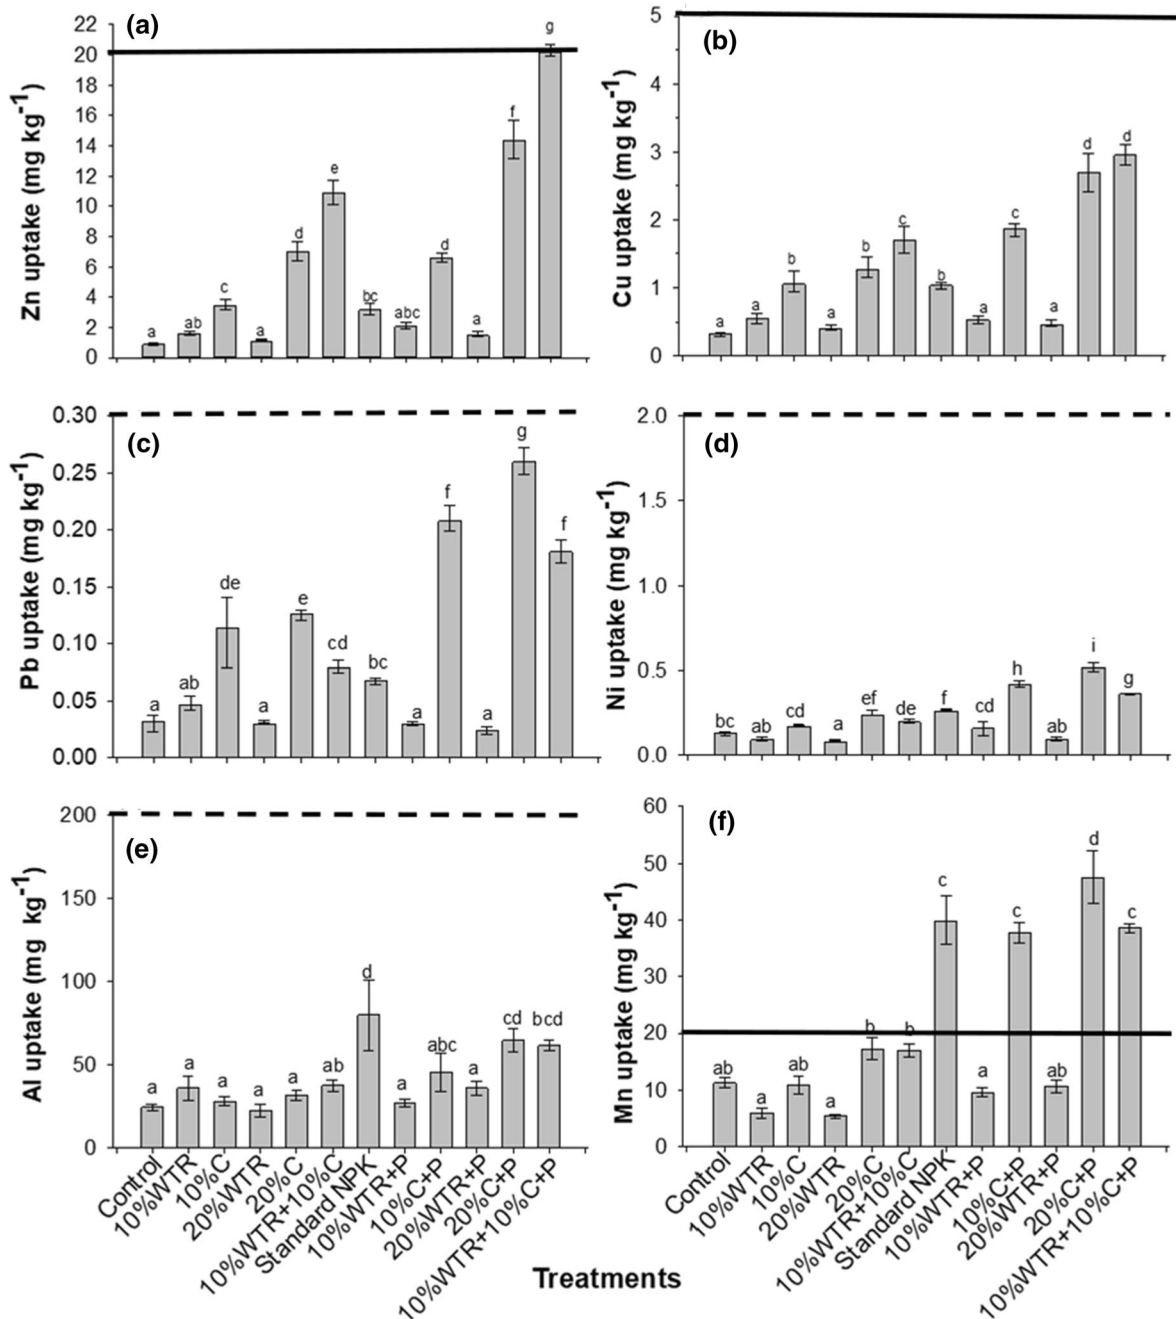 (a)
Zn uptake (mg kg-1)
22
20
18
16
14
12
10
8
6
4
2
0
a
ab
c
a
d
e
bc
abc
d
a
f
g
(b)
Cu uptake (mg kg-1)
5
4
3
2
1
0
a
a
b
a
b
c
b
a
c
a
d
d
(c)
Pb uptake (mg kg-1)
0.30
0.25
0.20
0.15
0.10
0.05
0.00
a
ab
de
a
e
cd
bc
a
f
a
g
f
(d)
Ni uptake (mg kg-1)
2.0
1.5
1.0
0.5
0.0
bc
ab
cd
a
ef
de
f
cd
h
ab
i
g
(e)
Al uptake (mg kg-1)
200
150
100
50
0
a
a
a
a
a
ab
d
a
abc
a
cd
bcd
Control
10%WTR
10%C
20%WTR
20%C
10%WTR+10%C
Standard NPK
10%WTR+P
10%C+P
20%WTR+P
20%C+P
10%WTR+10%C+P
(f)
Mn uptake (mg kg-1)
60
50
40
30
20
10
0
ab
a
ab
a
b
b
c
a
c
ab
d
c
Control
10%WTR
10%C
20%WTR
20%C
10%WTR+10%C
Standard NPK
10%WTR+P
10%C+P
20%WTR+P
20%C+P
10%WTR+10%C+P
Treatments